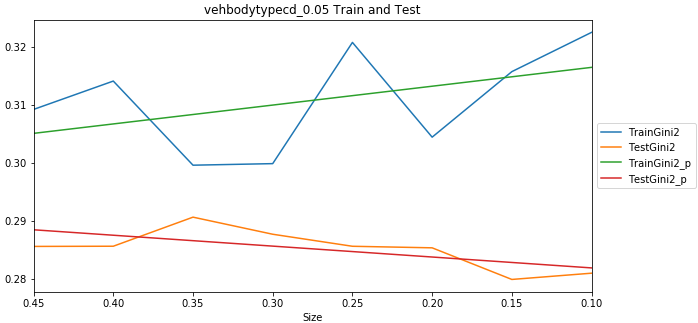 vehbodytypecd_0.05 Train and Test
0.32
0.31
0.30
0.29
0.28
0.45 0.40 0.35 0.30 0.25 0.20 0.15 0.10
Size
TrainGini2
TestGini2
TrainGini2_p
TestGini2_p